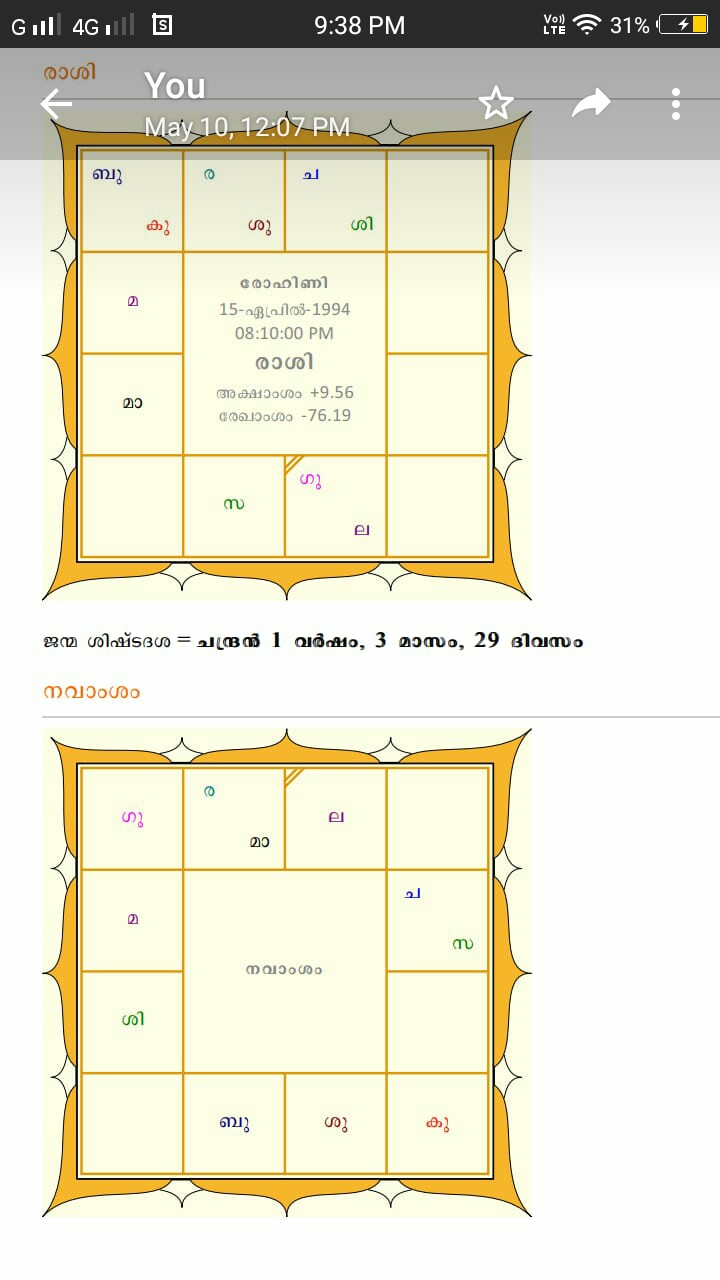 G 4G S 9:38 PM Vo) LTE 31%
രാശി
You
May 10, 12:07 PM
ബു ര ച
കു ശു ശി
രോഹിണി
മ
15-ഏപ്രിൽ-1994
08:10:00 PM
രാശി
അക്ഷാംശം +9.56
മാ
രേഖാംശം -76.19
ഗു
സ
ല
ജന്മ ശിഷ്ടദശ = ചന്ദ്രൻ 1 വർഷം, 3 മാസം, 29 ദിവസം
നവാംശം
ര
ഗു ല
മാ
ച
മ
സ
നവാംശം
ശി
ബു ശു കു